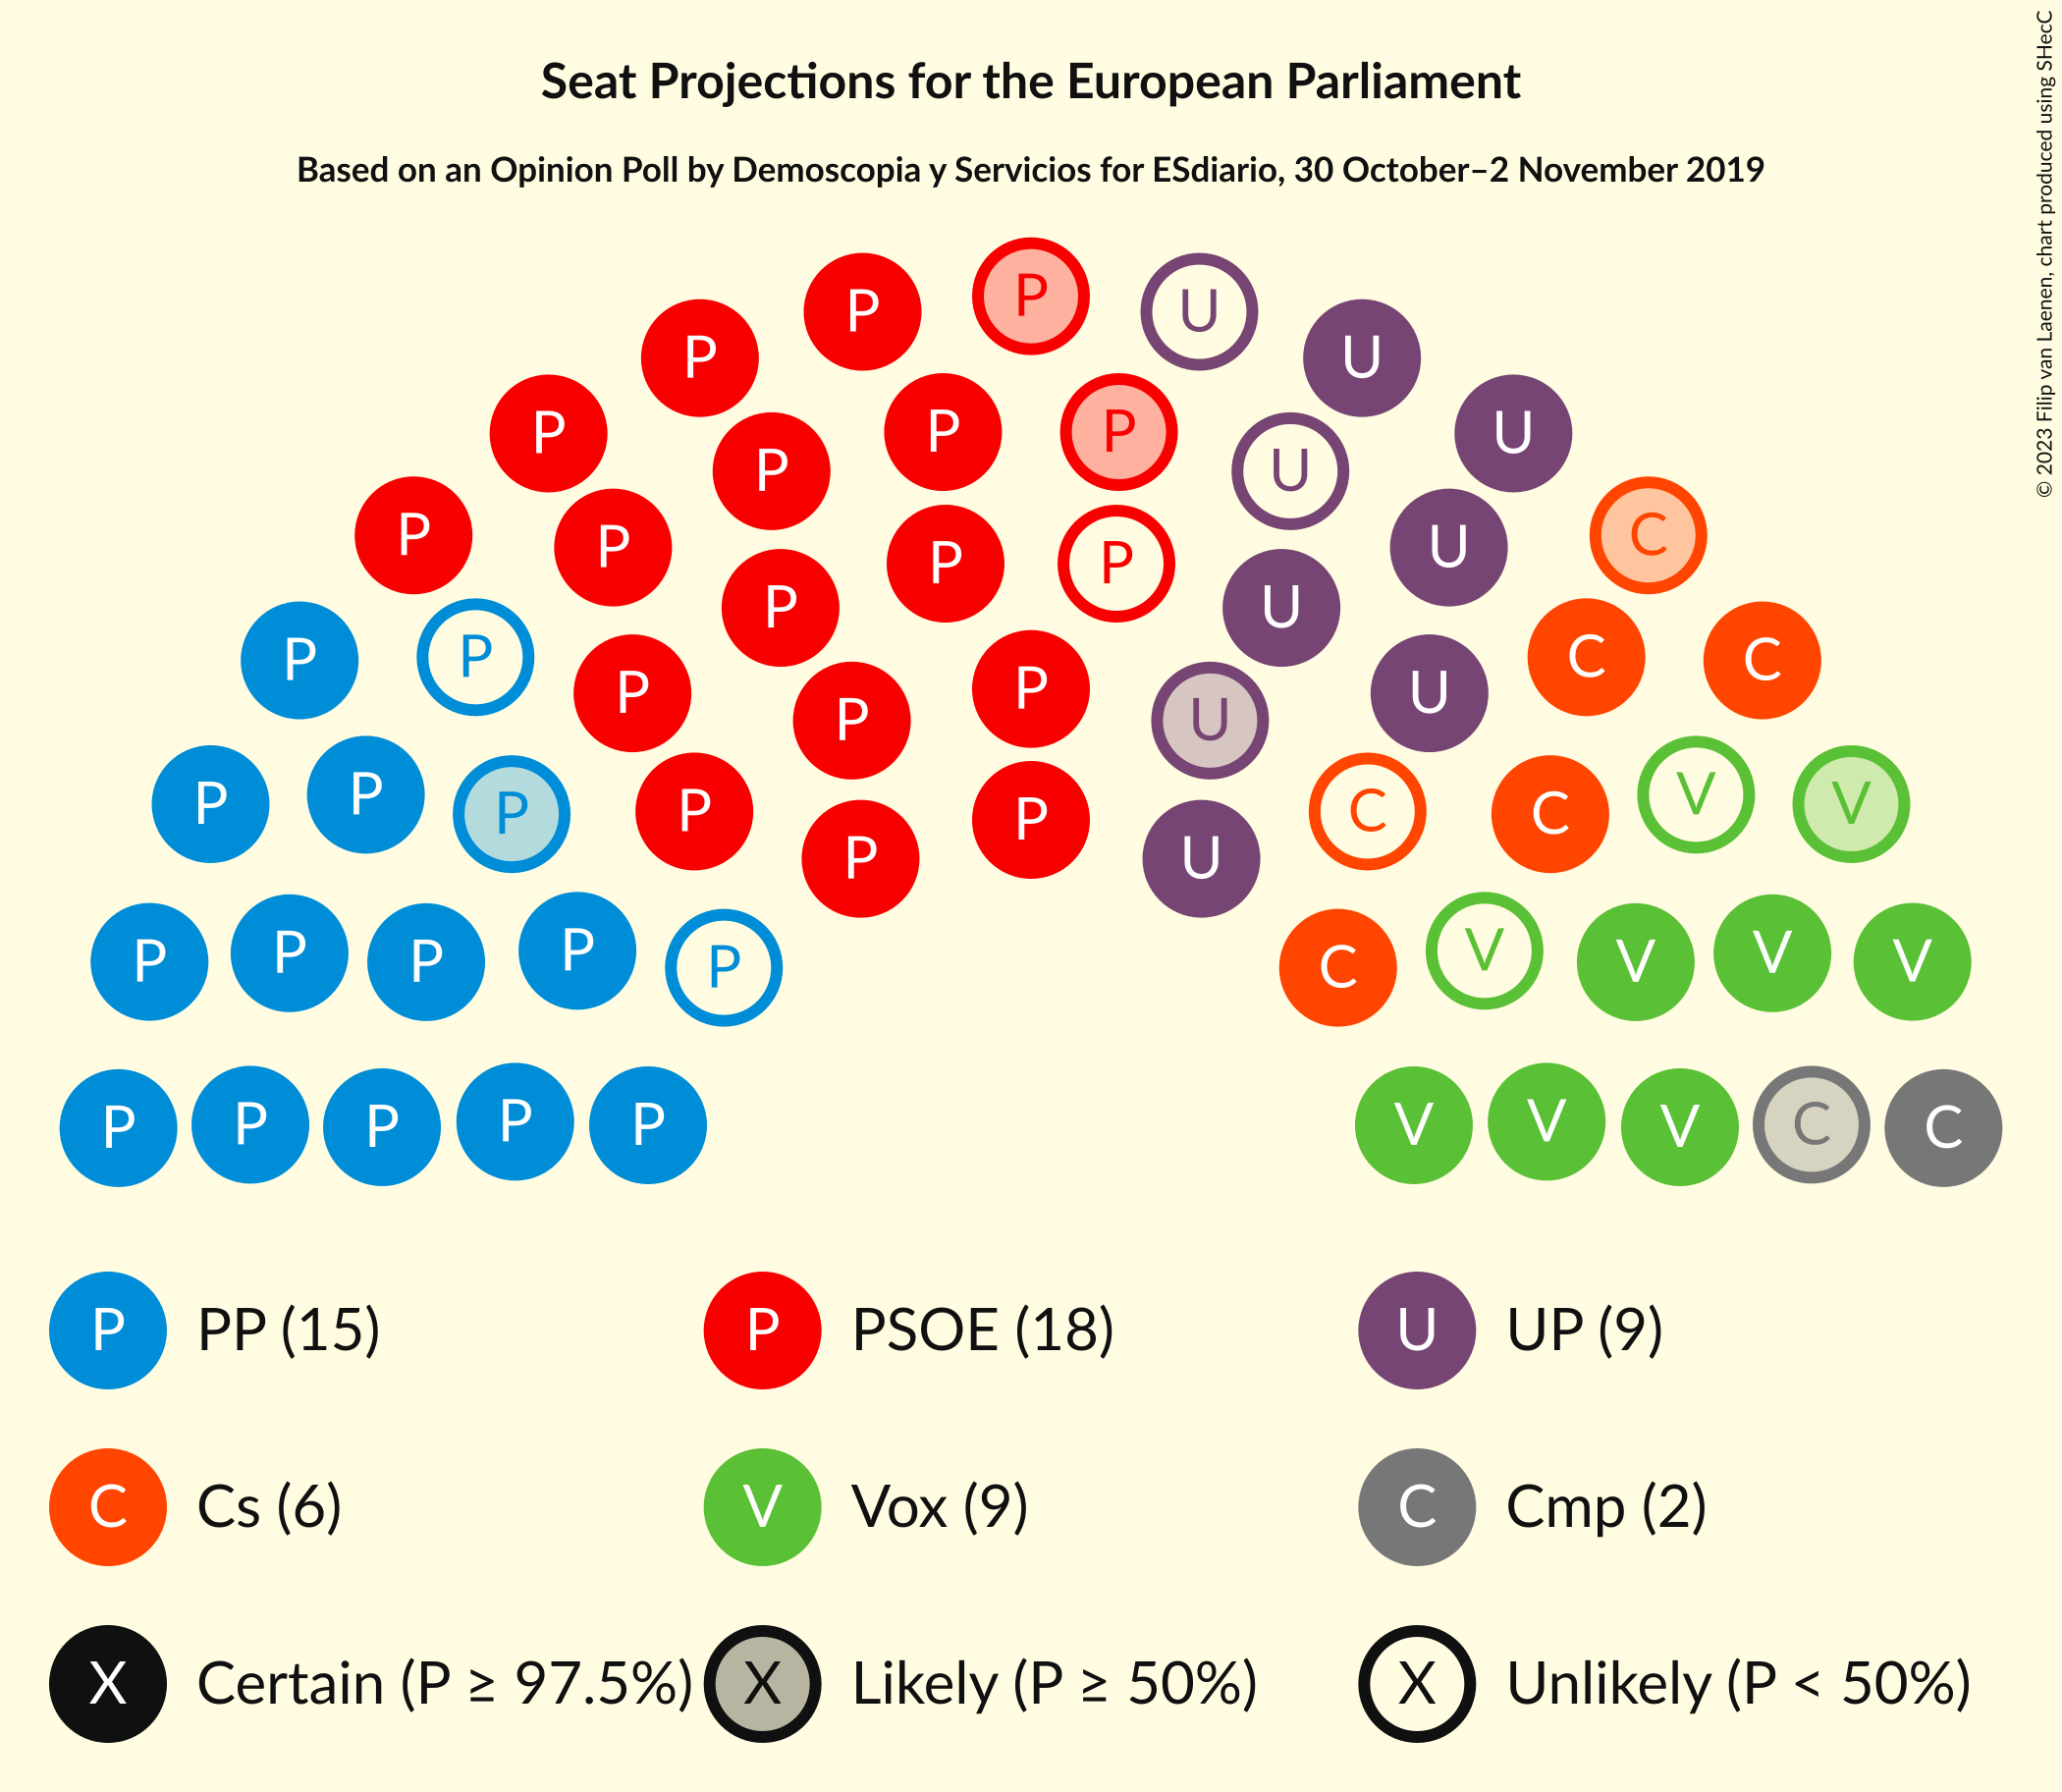 Seat Projections for the European Parliament
Based on an Opinion Poll by Demoscopia y Servicios for ESdiario, 30 October–2 November 2019
© 2023 Filip van Laenen, chart produced using SHecC
P
P P U
P P U
P P U U
P U
P P C
P P U
P P U
P P C C
P P U
P P U
P P V V
P P C C
P P
P U
P P P P P C V V V V
P P P P P V V V C C
P PP (15) P PSOE (18) U UP (9)
C Cs (6) V Vox (9) C Cmp (2)
X Certain (P ≥ 97.5%) X Likely (P ≥ 50%) X Unlikely (P < 50%)